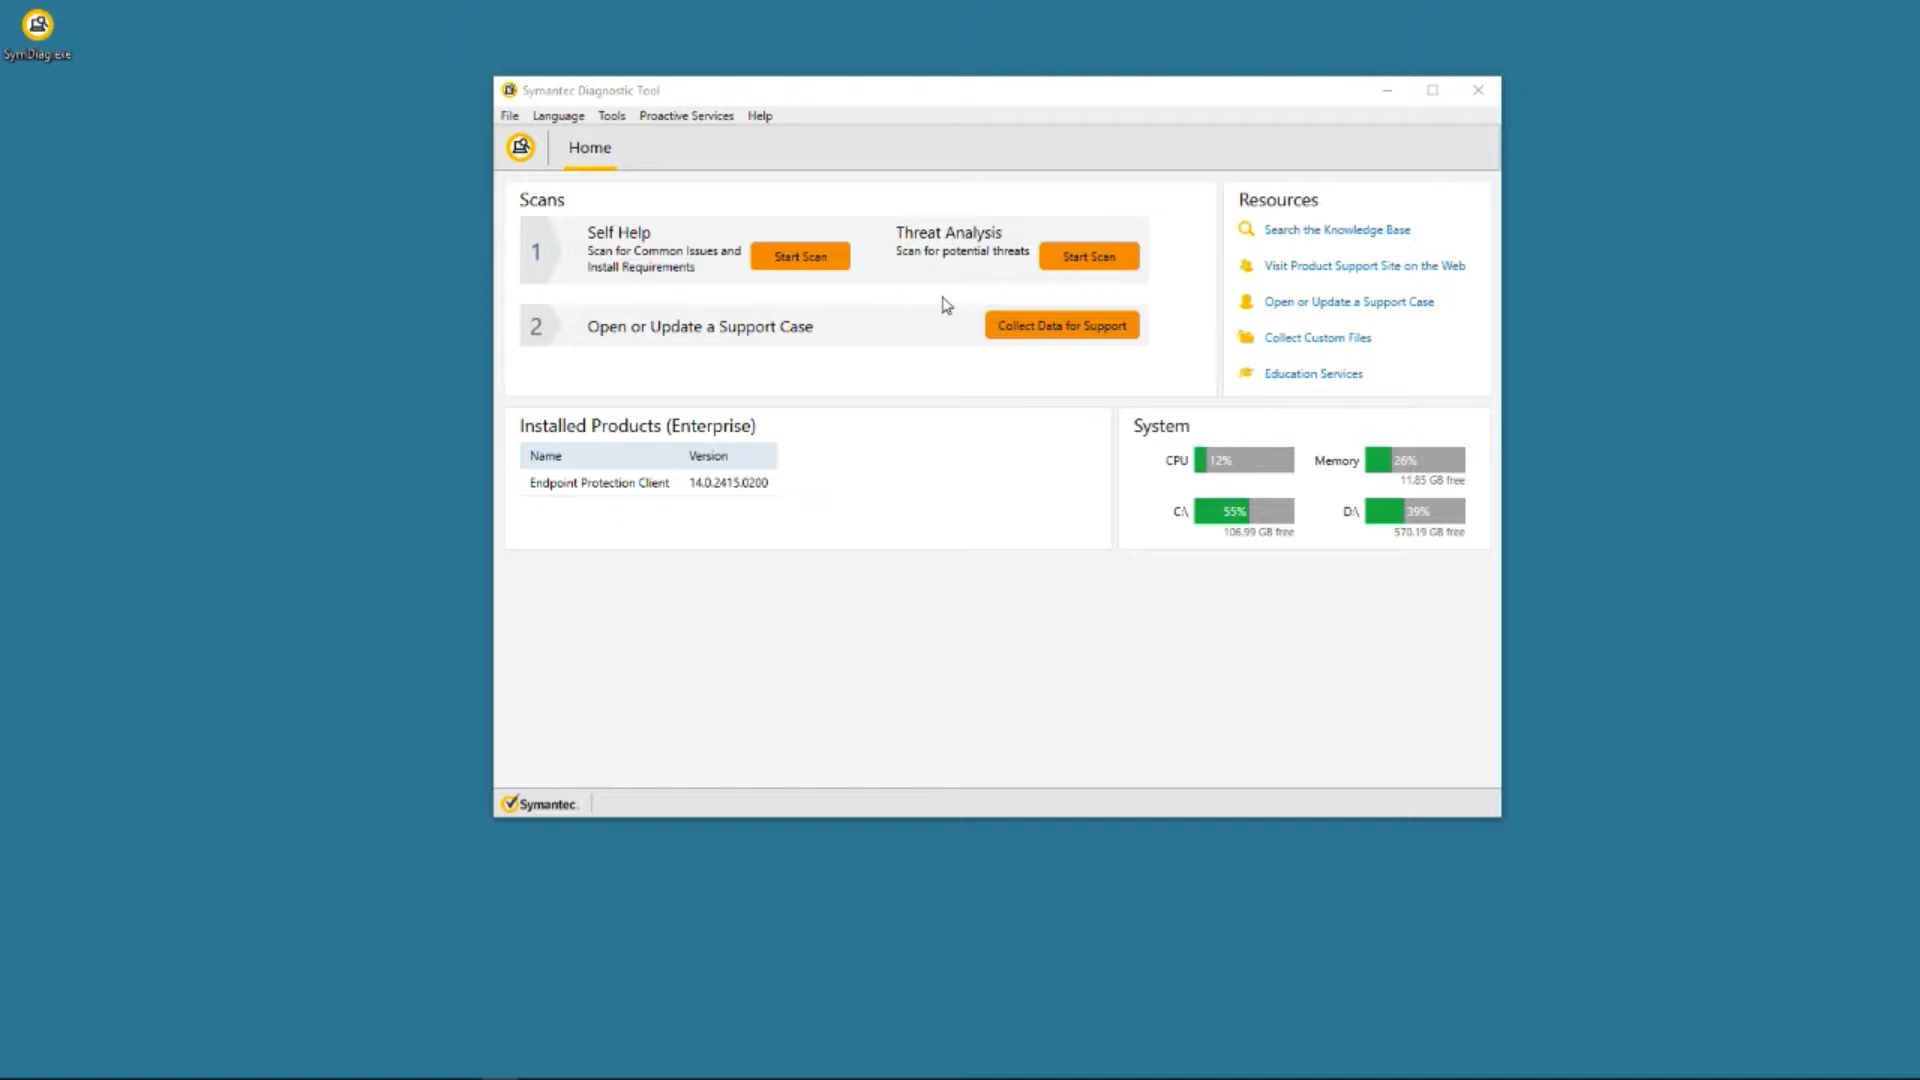 SymDiag.exe
Symantec Diagnostic Tool
File Language Tools Proactive Services Help
Home
Scans
1
Self Help
Scan for Common Issues and
Install Requirements
Start Scan
Threat Analysis
Scan for potential threats
Start Scan
2
Open or Update a Support Case
Collect Data for Support
Resources
Search the Knowledge Base
Visit Product Support Site on the Web
Open or Update a Support Case
Collect Custom Files
Education Services
Installed Products (Enterprise)
Name Version
Endpoint Protection Client 14.0.2415.0200
System
CPU 12%
Memory 26%
11.85 GB free
C:\ 55%
106.99 GB free
D:\ 39%
570.19 GB free
Symantec.